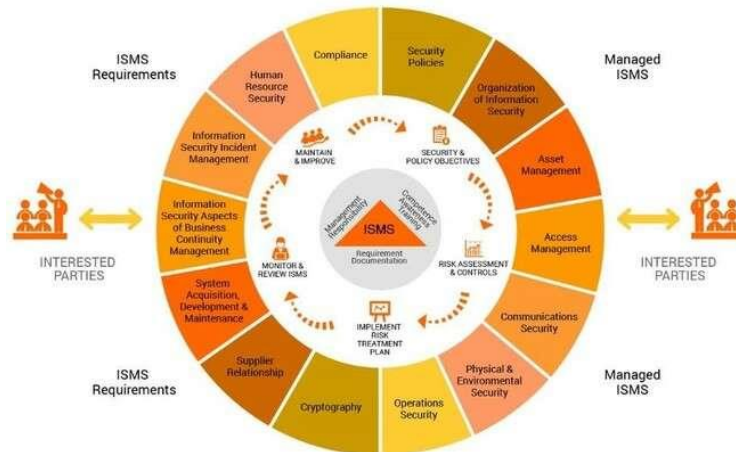 ISMS
Requirements
Managed
ISMS
Compliance
Security
Policies
Human
Resource
Security
Organization
of Information
Security
Information
Security Incident
Management
Asset
Management
Information
Security Aspects
of Business
Continuity
Management
Access
Management
System
Acquisition,
Development &
Maintenance
Communications
Security
Supplier
Relationship
Physical &
Environmental
Security
Cryptography
Operations
Security
MAINTAIN
& IMPROVE
SECURITY &
POLICY OBJECTIVES
MONITOR &
REVIEW ISMS
RISK ASSESSMENT
& CONTROLS
IMPLEMENT
RISK
TREATMENT
PLAN
Management
Responsibility
Competence
Awareness
Training
ISMS
Requirement
Documentation
INTERESTED
PARTIES
INTERESTED
PARTIES
ISMS
Requirements
Managed
ISMS